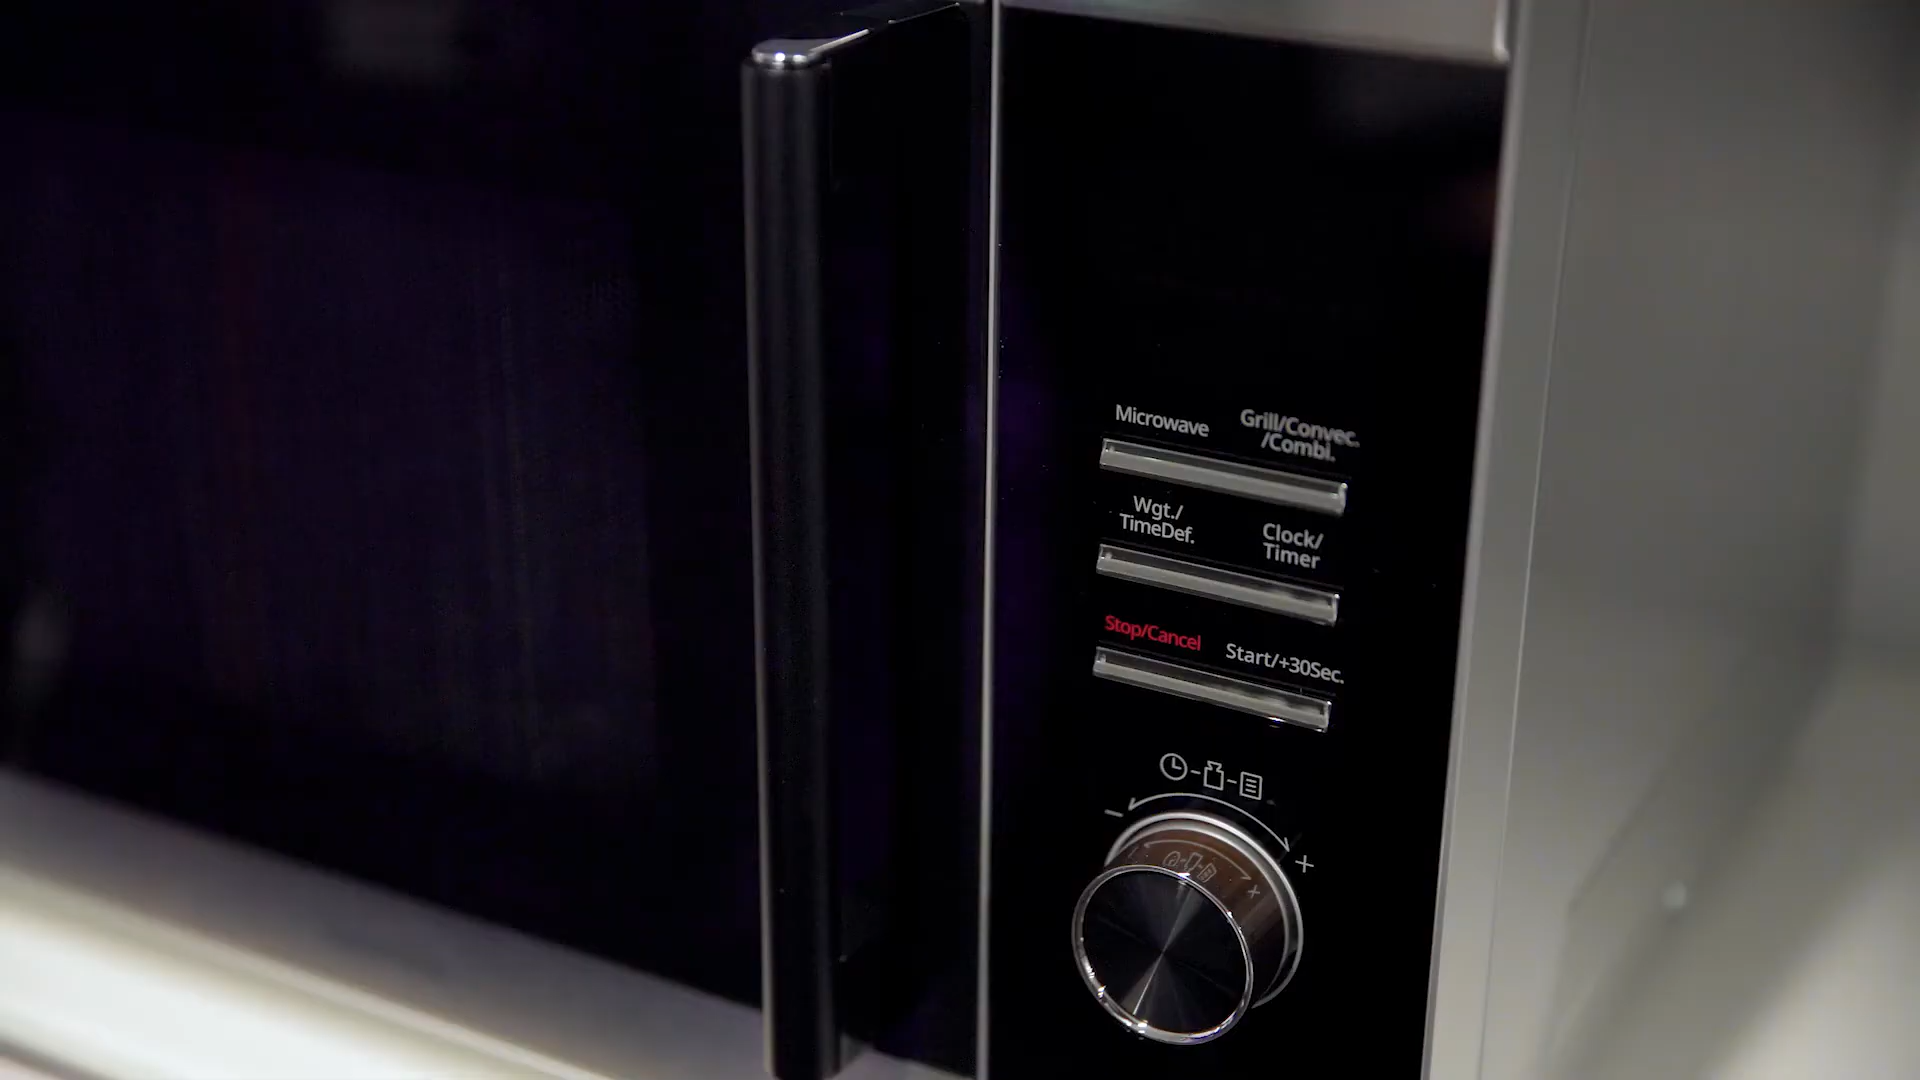 Microwave
Grill/Convec.
/Combi.
Wgt./
TimeDef.
Clock/
Timer
Stop/Cancel
Start/+30Sec.
- +